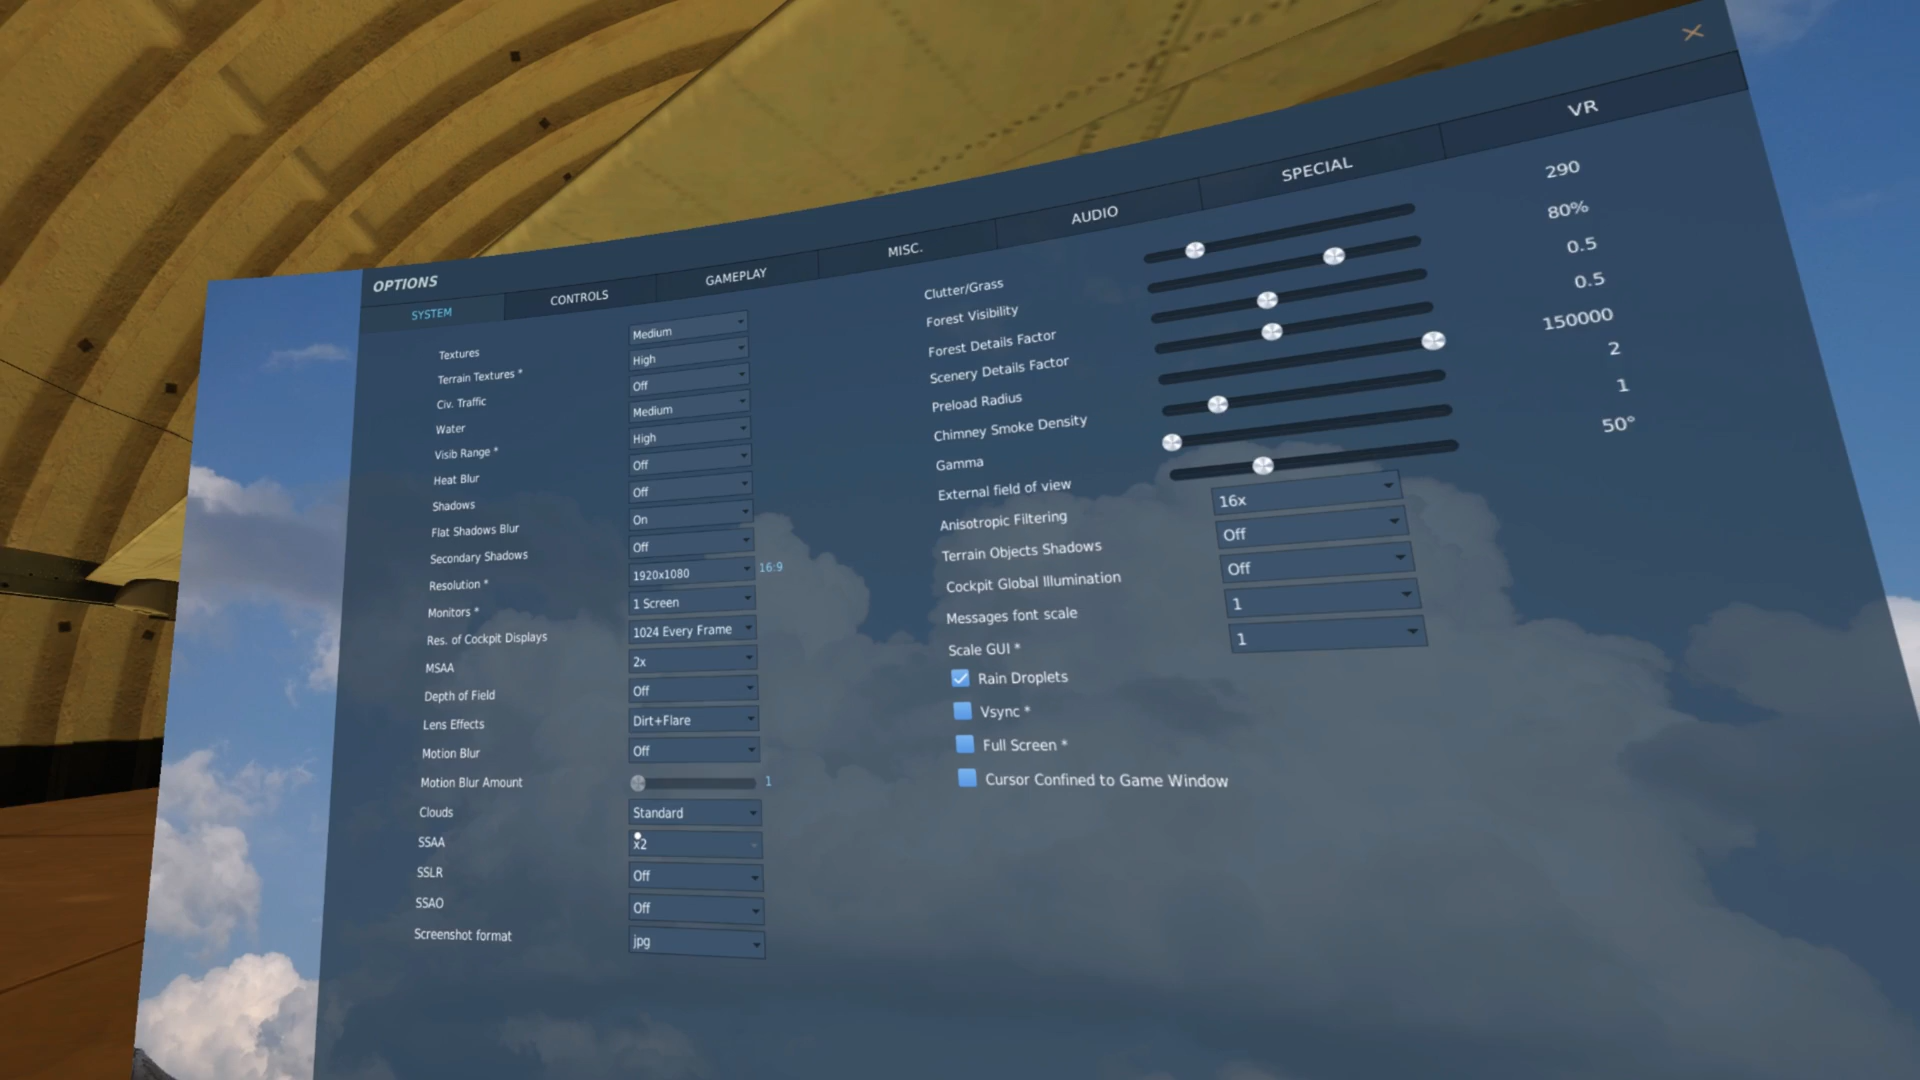 OPTIONS
SYSTEM CONTROLS GAMEPLAY MISC. AUDIO SPECIAL VR
Textures Medium
Terrain Textures * High
Civ. Traffic Off
Water Medium
Visib Range * High
Heat Blur Off
Shadows Off
Flat Shadows Blur On
Secondary Shadows Off
Resolution * 1920x1080 16:9
Monitors * 1 Screen
Res. of Cockpit Displays 1024 Every Frame
MSAA 2x
Depth of Field Off
Lens Effects Dirt+Flare
Motion Blur Off
Motion Blur Amount 1
Clouds Standard
SSAA x2
SSLR Off
SSAO Off
Screenshot format jpg
Clutter/Grass 290
Forest Visibility 80%
Forest Details Factor 0.5
Scenery Details Factor 0.5
Preload Radius 150000
Chimney Smoke Density 2
Gamma 1
External field of view 50°
Anisotropic Filtering 16x
Terrain Objects Shadows Off
Cockpit Global Illumination Off
Messages font scale 1
Scale GUI * 1
Rain Droplets
Vsync *
Full Screen *
Cursor Confined to Game Window